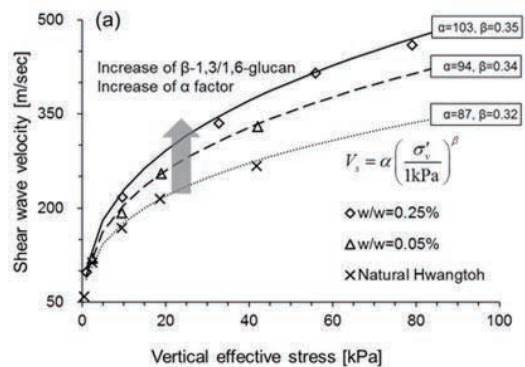 (a)
500
350
200
50
Shear wave velocity [m/sec]
Increase of β-1,3/1,6-glucan
Increase of α factor
α=103, β=0.35
α=94, β=0.34
α=87, β=0.32
V_s = α (σ'_v / 1kPa)^β
◇ w/w=0.25%
△ w/w=0.05%
× Natural Hwangtoh
0 20 40 60 80 100
Vertical effective stress [kPa]